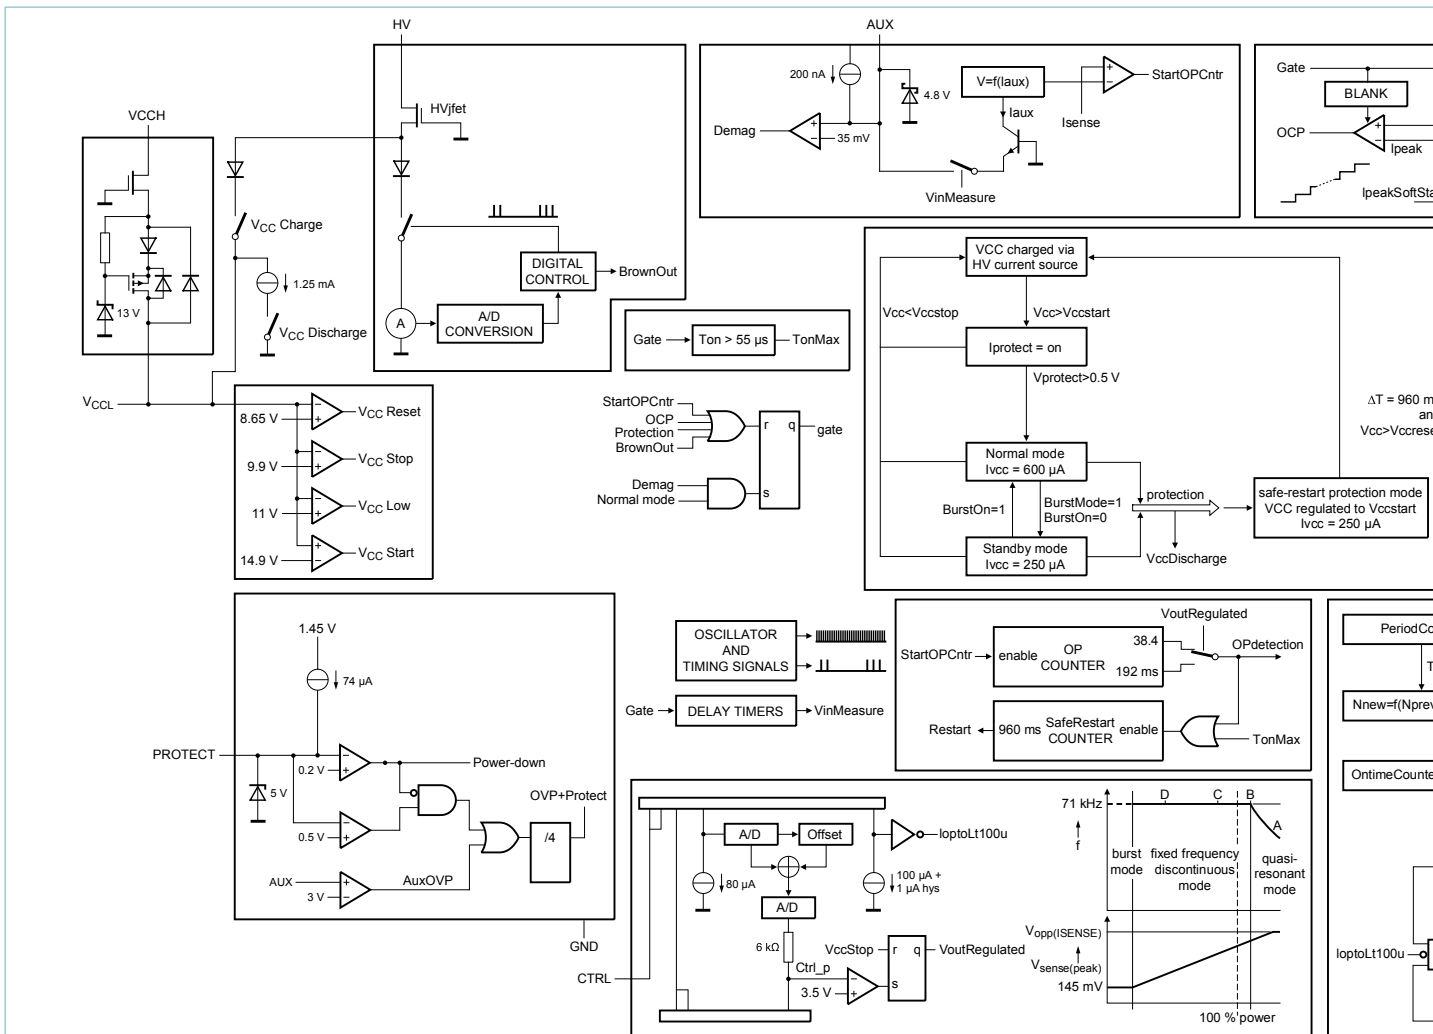 HV
HVjfet
DIGITAL
CONTROL
BrownOut
A
A/D
CONVERSION
VCCH
13 V
VCC Charge
1.25 mA
VCC Discharge
VCCL
8.65 V
VCC Reset
9.9 V
VCC Stop
11 V
VCC Low
14.9 V
VCC Start
AUX
200 nA
4.8 V
V=f(Iaux)
StartOPCntr
Iaux
Isense
Demag
+
−
35 mV
VinMeasure
Gate
BLANK
OCP
Ipeak
IpeakSoftSta
Gate
Ton > 55 µs
TonMax
StartOPCntr
OCP
Protection
BrownOut
r
q
gate
Demag
Normal mode
s
VCC charged via
HV current source
Vcc<Vccstop
Vcc>Vccstart
Iprotect = on
Vprotect>0.5 V
Normal mode
Ivcc = 600 µA
BurstOn=1
BurstMode=1
BurstOn=0
Standby mode
Ivcc = 250 µA
protection
VccDischarge
safe-restart protection mode
VCC regulated to Vccstart
Ivcc = 250 µA
ΔT = 960 m
an
Vcc>Vccrese
1.45 V
74 µA
PROTECT
5 V
0.2 V
Power-down
0.5 V
OVP+Protect
/4
AUX
3 V
AuxOVP
GND
OSCILLATOR
AND
TIMING SIGNALS
Gate
DELAY TIMERS
VinMeasure
VoutRegulated
StartOPCntr
enable
OP
COUNTER
38.4
192 ms
OPdetection
Restart
960 ms
SafeRestart
COUNTER
enable
TonMax
PeriodCo
T
Nnew=f(Nprev
OntimeCounte
IoptoLt100u
CTRL
A/D
Offset
80 µA
A/D
6 kΩ
Ctrl_p
3.5 V
IoptoLt100u
100 µA +
1 µA hys
VccStop
r
q
s
VoutRegulated
71 kHz
f
D
C
B
A
burst
mode
fixed frequency
discontinuous
mode
quasi-
resonant
mode
Vopp(ISENSE)
Vsense(peak)
145 mV
100 % power